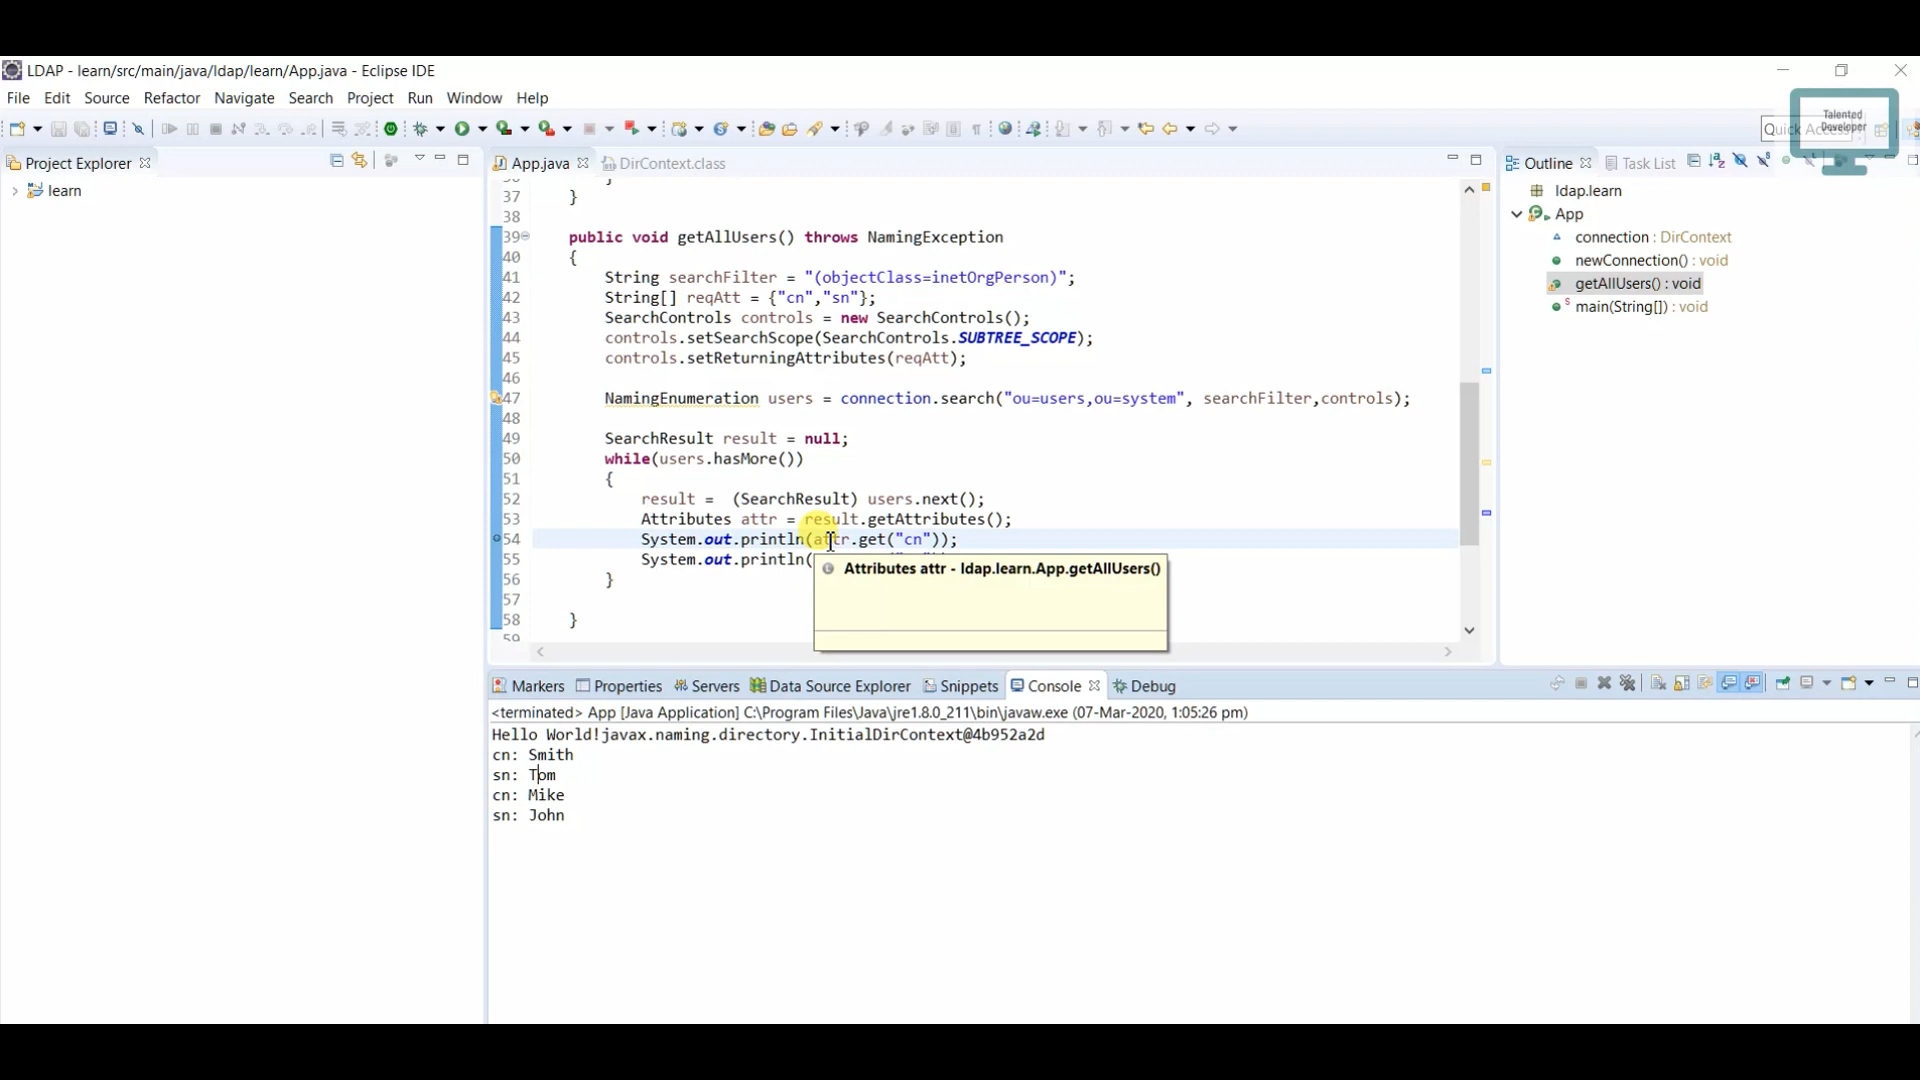 LDAP - learn/src/main/java/ldap/learn/App.java - Eclipse IDE
File Edit Source Refactor Navigate Search Project Run Window Help
Talented
Developer
Quick Access
Project Explorer
learn
App.java DirContext.class
37 }
38
39 public void getAllUsers() throws NamingException
40 {
41 String searchFilter = "(objectClass=inetOrgPerson)";
42 String[] reqAtt = {"cn","sn"};
43 SearchControls controls = new SearchControls();
44 controls.setSearchScope(SearchControls.SUBTREE_SCOPE);
45 controls.setReturningAttributes(reqAtt);
46
47 NamingEnumeration users = connection.search("ou=users,ou=system", searchFilter,controls);
48
49 SearchResult result = null;
50 while(users.hasMore())
51 {
52 result =  (SearchResult) users.next();
53 Attributes attr = result.getAttributes();
54 System.out.println(attr.get("cn"));
55 System.out.println(
56 }
57
58 }
59
Attributes attr - ldap.learn.App.getAllUsers()
Outline Task List
ldap.learn
App
connection : DirContext
newConnection() : void
getAllUsers() : void
main(String[]) : void
Markers Properties Servers Data Source Explorer Snippets Console Debug
<terminated> App [Java Application] C:\Program Files\Java\jre1.8.0_211\bin\javaw.exe (07-Mar-2020, 1:05:26 pm)
Hello World!javax.naming.directory.InitialDirContext@4b952a2d
cn: Smith
sn: Tom
cn: Mike
sn: John